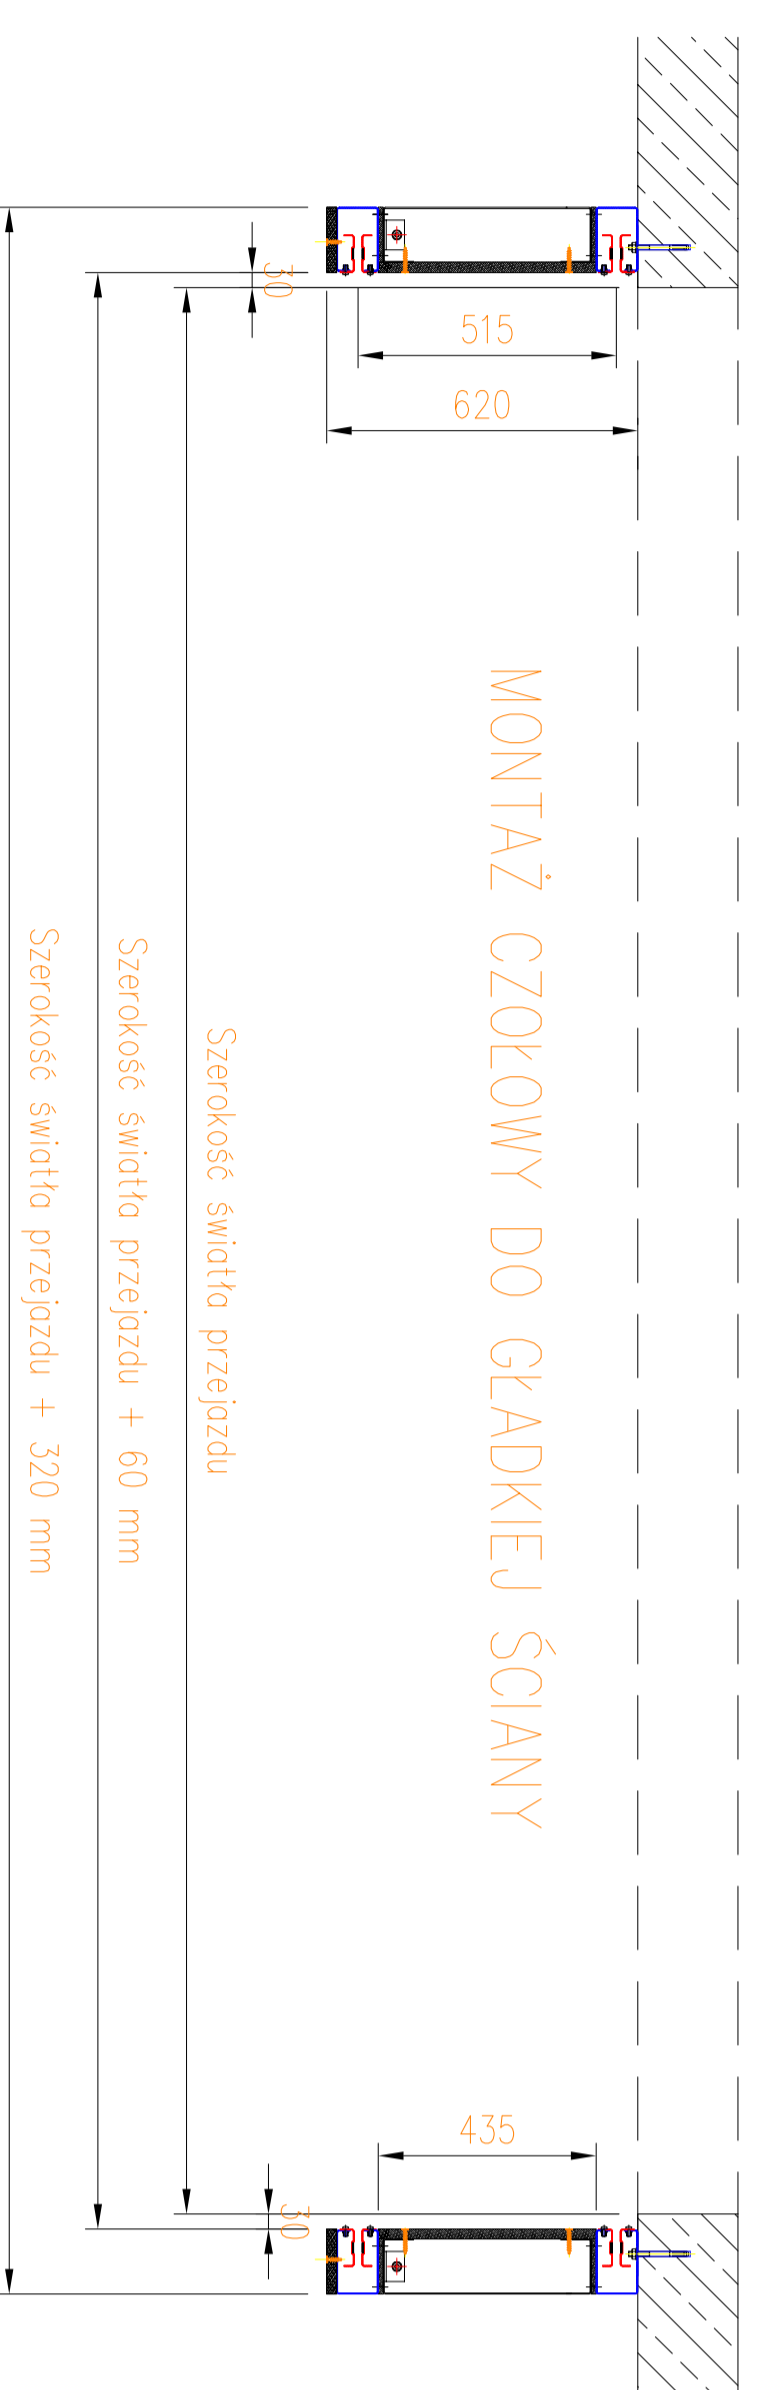 30
515
620
MONTAŻ CZOŁOWY DO GŁADKIEJ ŚCIANY
Szerokość światła przejazdu
Szerokość światła przejazdu + 60 mm
Szerokość światła przejazdu + 320 mm
435
30